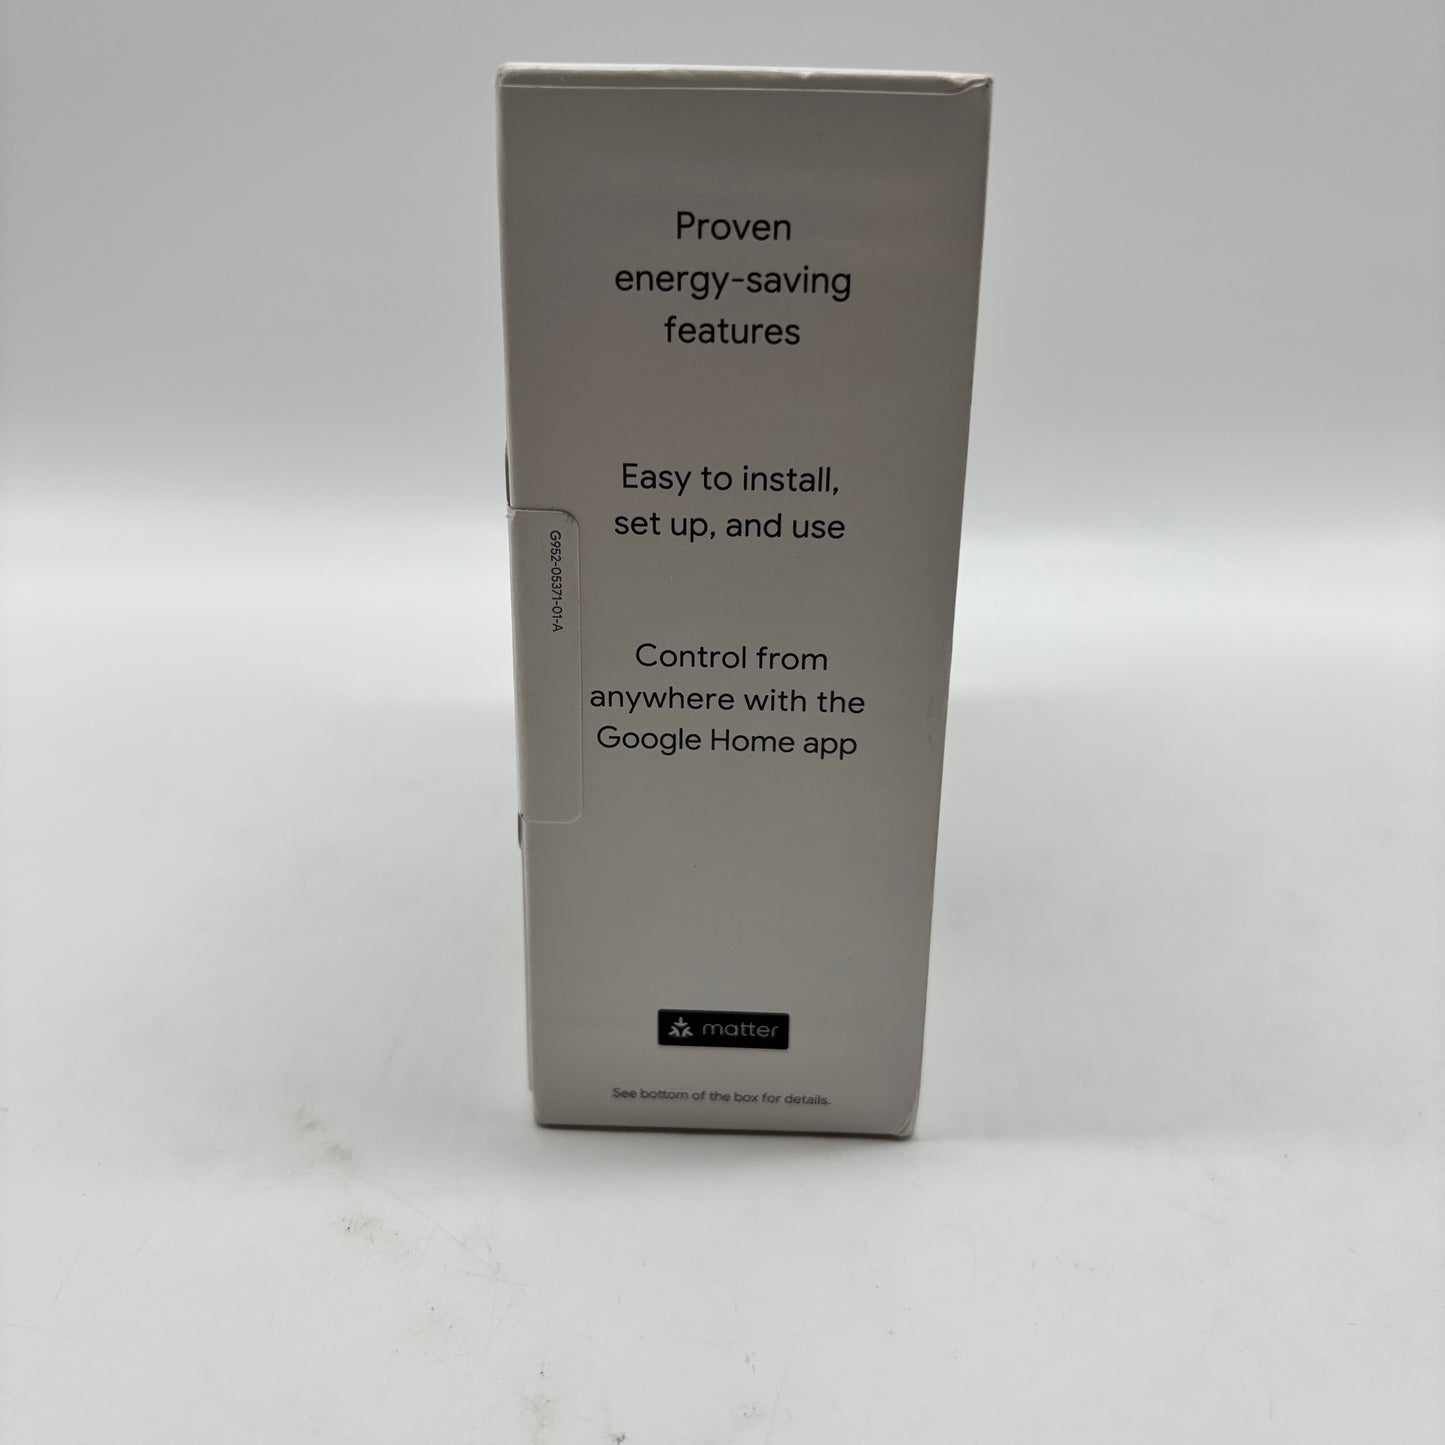 Proven
energy-saving
features
Easy to install,
set up, and use
G952-05371-01-A
Control from
anywhere with the
Google Home app
matter
See bottom of the box for details.